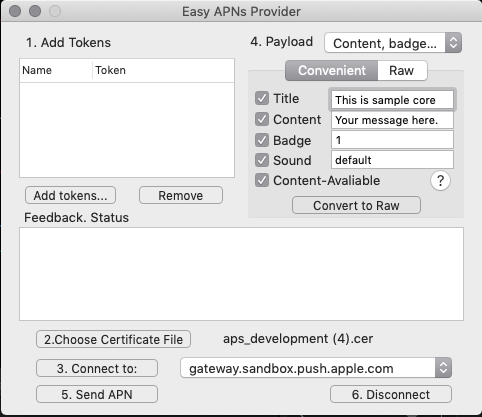 Easy APNs Provider
1. Add Tokens
4. Payload
Content, badge...
Name
Token
Convenient
Raw
Title
This is sample core
Content
Your message here.
Badge
1
Sound
default
Content-Avaliable
?
Add tokens...
Remove
Convert to Raw
Feedback. Status
2.Choose Certificate File
aps_development (4).cer
3. Connect to:
gateway.sandbox.push.apple.com
5. Send APN
6. Disconnect